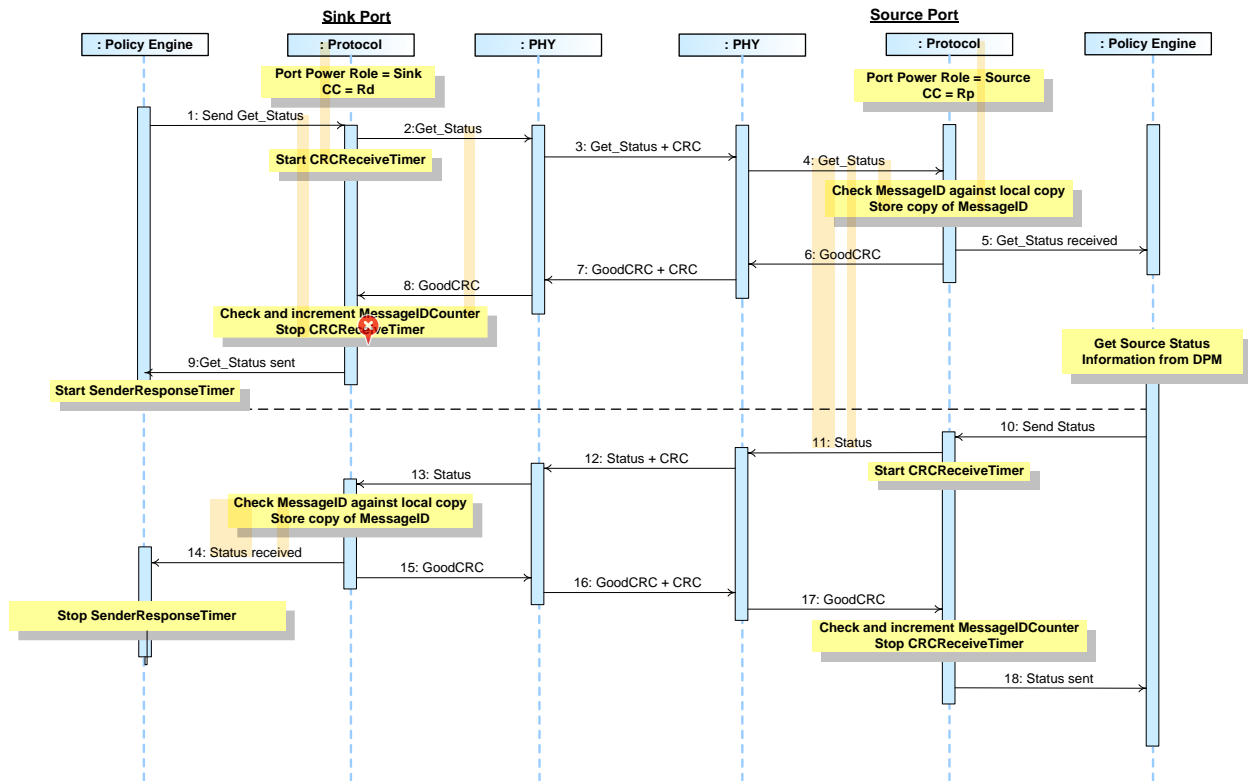 Sink Port
Source Port
: Policy Engine
: Protocol
: PHY
: PHY
: Protocol
: Policy Engine
Port Power Role = Sink
CC = Rd
Port Power Role = Source
CC = Rp
1: Send Get_Status
2:Get_Status
Start CRCReceiveTimer
3: Get_Status + CRC
4: Get_Status
Check MessageID against local copy
Store copy of MessageID
5: Get_Status received
6: GoodCRC
7: GoodCRC + CRC
8: GoodCRC
Check and increment MessageIDCounter
Stop CRCReceiveTimer
Get Source Status
Information from DPM
9:Get_Status sent
Start SenderResponseTimer
10: Send Status
11: Status
Start CRCReceiveTimer
12: Status + CRC
13: Status
Check MessageID against local copy
Store copy of MessageID
14: Status received
15: GoodCRC
16: GoodCRC + CRC
17: GoodCRC
Stop SenderResponseTimer
Check and increment MessageIDCounter
Stop CRCReceiveTimer
18: Status sent